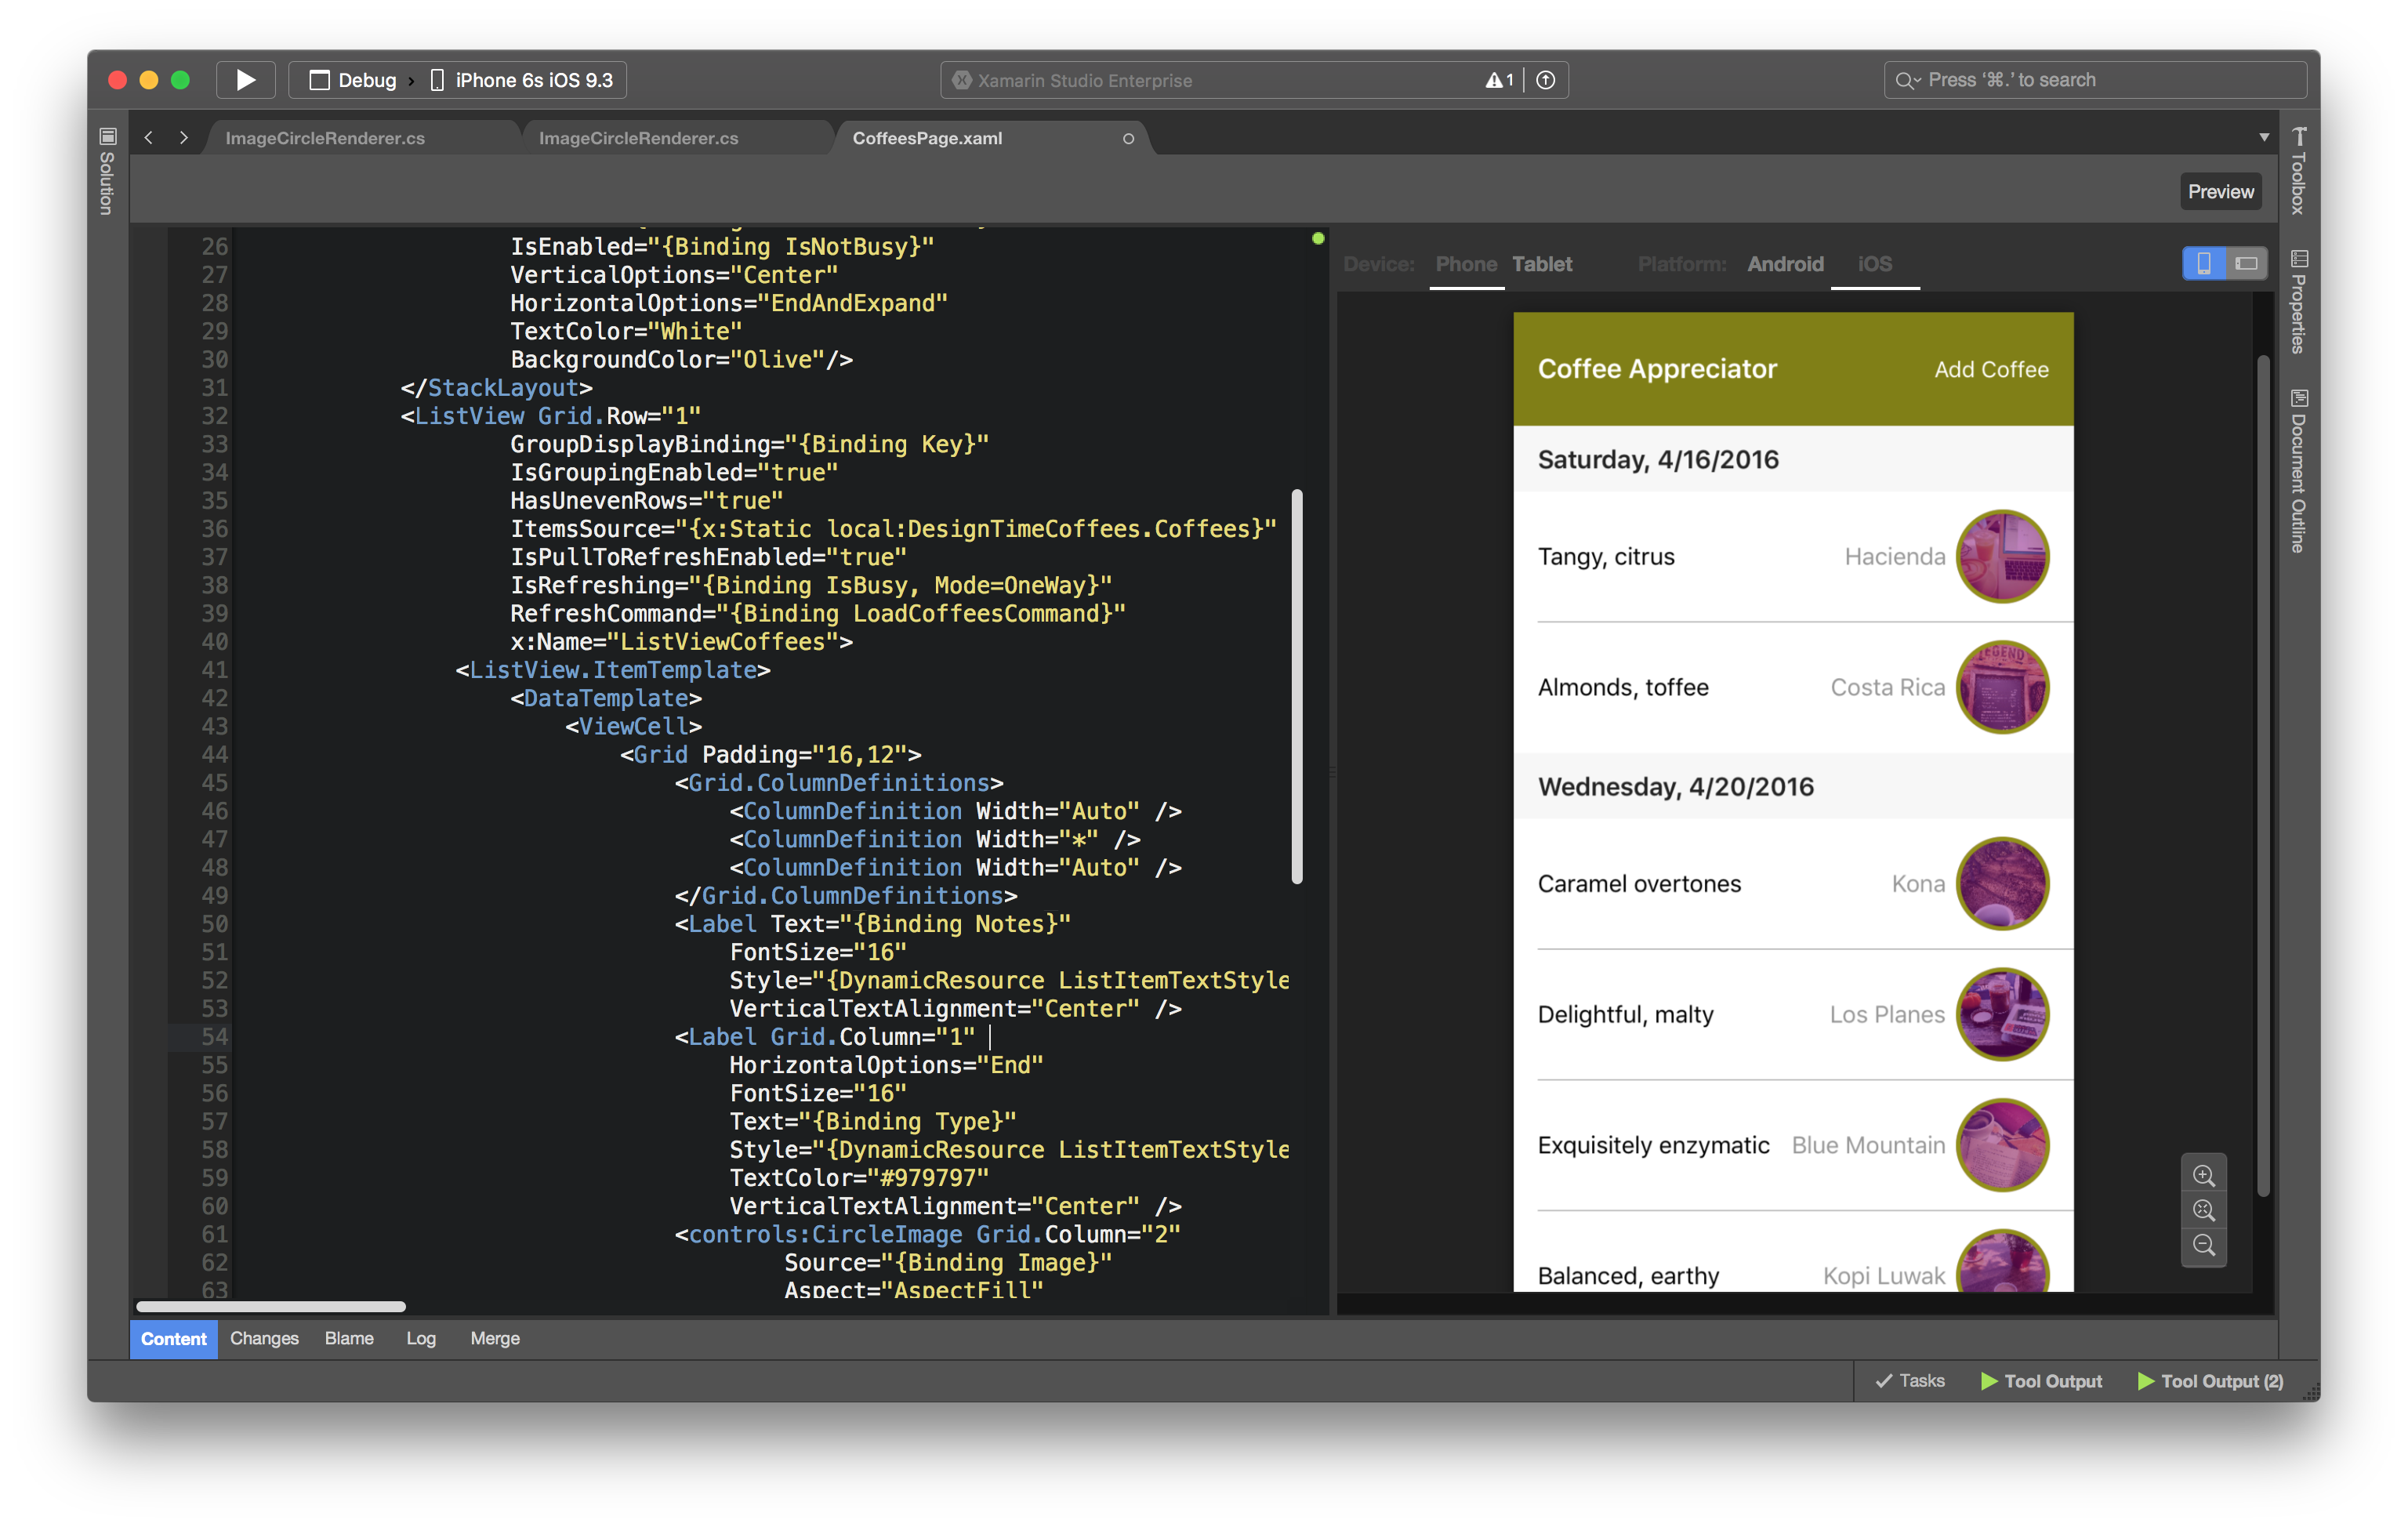 Debug › iPhone 6s iOS 9.3
Xamarin Studio Enterprise
1
Press ‘⌘.’ to search
Solution
ImageCircleRenderer.cs
ImageCircleRenderer.cs
CoffeesPage.xaml
Preview
Toolbox
Properties
Document Outline
26 IsEnabled="{Binding IsNotBusy}"
27 VerticalOptions="Center"
28 HorizontalOptions="EndAndExpand"
29 TextColor="White"
30 BackgroundColor="Olive"/>
31 </StackLayout>
32 <ListView Grid.Row="1"
33 GroupDisplayBinding="{Binding Key}"
34 IsGroupingEnabled="true"
35 HasUnevenRows="true"
36 ItemsSource="{x:Static local:DesignTimeCoffees.Coffees}"
37 IsPullToRefreshEnabled="true"
38 IsRefreshing="{Binding IsBusy, Mode=OneWay}"
39 RefreshCommand="{Binding LoadCoffeesCommand}"
40 x:Name="ListViewCoffees">
41 <ListView.ItemTemplate>
42 <DataTemplate>
43 <ViewCell>
44 <Grid Padding="16,12">
45 <Grid.ColumnDefinitions>
46 <ColumnDefinition Width="Auto" />
47 <ColumnDefinition Width="*" />
48 <ColumnDefinition Width="Auto" />
49 </Grid.ColumnDefinitions>
50 <Label Text="{Binding Notes}"
51 FontSize="16"
52 Style="{DynamicResource ListItemTextStyle
53 VerticalTextAlignment="Center" />
54 <Label Grid.Column="1"
55 HorizontalOptions="End"
56 FontSize="16"
57 Text="{Binding Type}"
58 Style="{DynamicResource ListItemTextStyle
59 TextColor="#979797"
60 VerticalTextAlignment="Center" />
61 <controls:CircleImage Grid.Column="2"
62 Source="{Binding Image}"
63 Aspect="AspectFill"
Device: Phone Tablet Platform: Android iOS
Coffee Appreciator
Add Coffee
Saturday, 4/16/2016
Tangy, citrus
Hacienda
Almonds, toffee
Costa Rica
EGEND
Wednesday, 4/20/2016
Caramel overtones
Kona
Delightful, malty
Los Planes
Exquisitely enzymatic
Blue Mountain
Balanced, earthy
Kopi Luwak
Content Changes Blame Log Merge
Tasks
Tool Output
Tool Output (2)